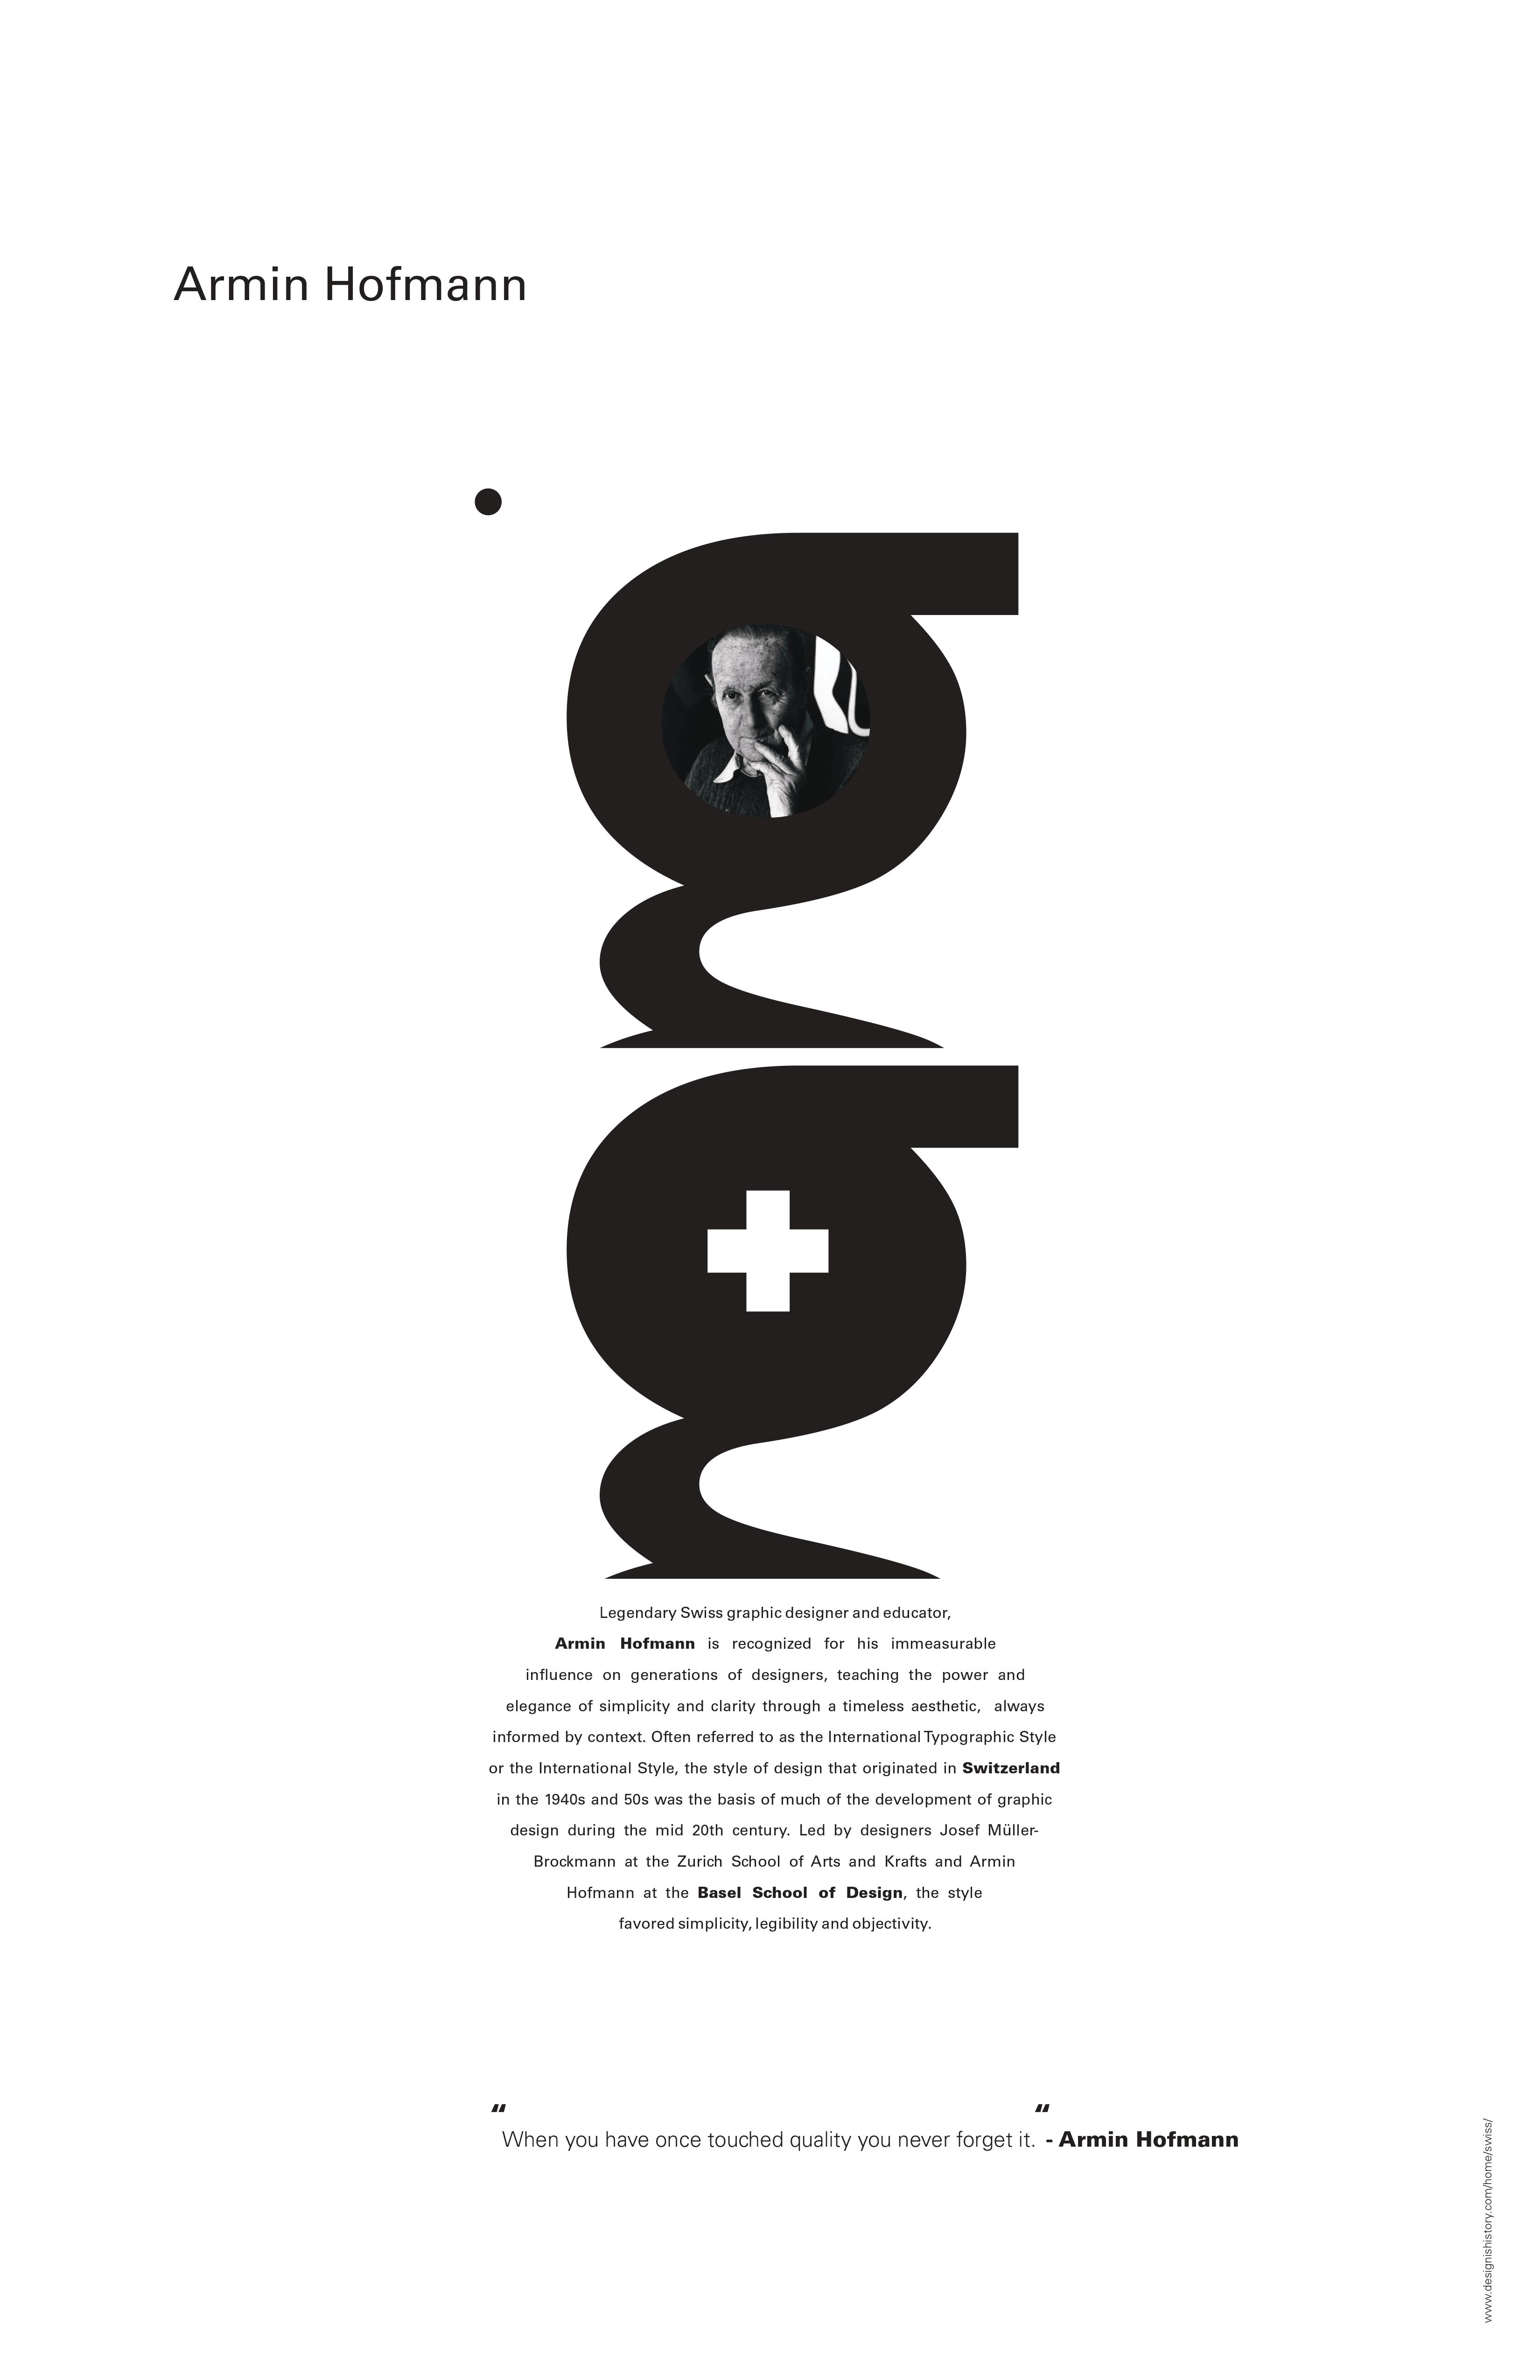 Armin Hofmann
g
g
Legendary Swiss graphic designer and educator,
Armin Hofmann is recognized for his immeasurable
influence on generations of designers, teaching the power and
elegance of simplicity and clarity through a timeless aesthetic, always
informed by context. Often referred to as the International Typographic Style
or the International Style, the style of design that originated in Switzerland
in the 1940s and 50s was the basis of much of the development of graphic
design during the mid 20th century. Led by designers Josef Müller-
Brockmann at the Zurich School of Arts and Krafts and Armin
Hofmann at the Basel School of Design, the style
favored simplicity, legibility and objectivity.
“When you have once touched quality you never forget it.“ - Armin Hofmann
www.designishistory.com/home/swiss/